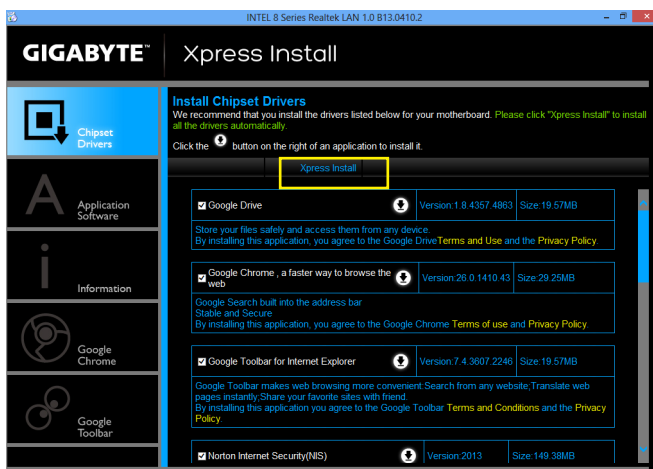 INTEL 8 Series Realtek LAN 1.0 B13.0410.2
GIGABYTE™
Xpress Install
Chipset
Drivers
Application
Software
Information
Google
Chrome
Google
Toolbar
Install Chipset Drivers
We recommend that you install the drivers listed below for your motherboard. Please click "Xpress Install" to install
all the drivers automatically.
Click the button on the right of an application to install it.
Xpress Install
Google Drive Version:1.8.4357.4863 Size:19.57MB
Store your files safely and access them from any device.
By installing this application, you agree to the Google DriveTerms and Use and the Privacy Policy.
Google Chrome , a faster way to browse the
web Version:26.0.1410.43 Size:29.25MB
Google Search built into the address bar
Stable and Secure
By installing this application, you agree to the Google Chrome Terms of use and Privacy Policy.
Google Toolbar for Internet Explorer Version:7.4.3607.2246 Size:19.57MB
Google Toolbar makes web browsing more convenient:Search from any website;Translate web
pages instantly;Share your favorite sites with friend.
By installing this application you agree to the Google Toolbar Terms and Conditions and the Privacy
Policy.
Norton Internet Security(NIS) Version:2013 Size:149.38MB